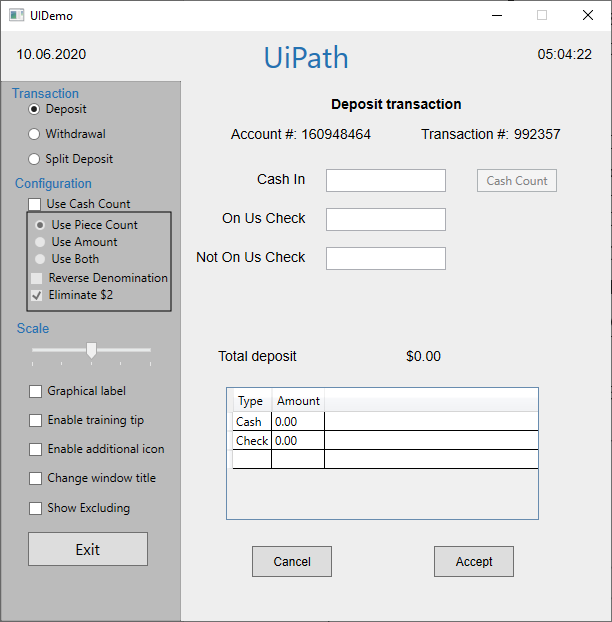 UIDemo
10.06.2020
UiPath
05:04:22
Transaction
Deposit
Withdrawal
Split Deposit
Configuration
Use Cash Count
Use Piece Count
Use Amount
Use Both
Reverse Denomination
Eliminate $2
Scale
Graphical label
Enable training tip
Enable additional icon
Change window title
Show Excluding
Exit
Deposit transaction
Account #: 160948464 Transaction #: 992357
Cash In Cash Count
On Us Check
Not On Us Check
Total deposit $0.00
Type Amount
Cash 0.00
Check 0.00
Cancel Accept